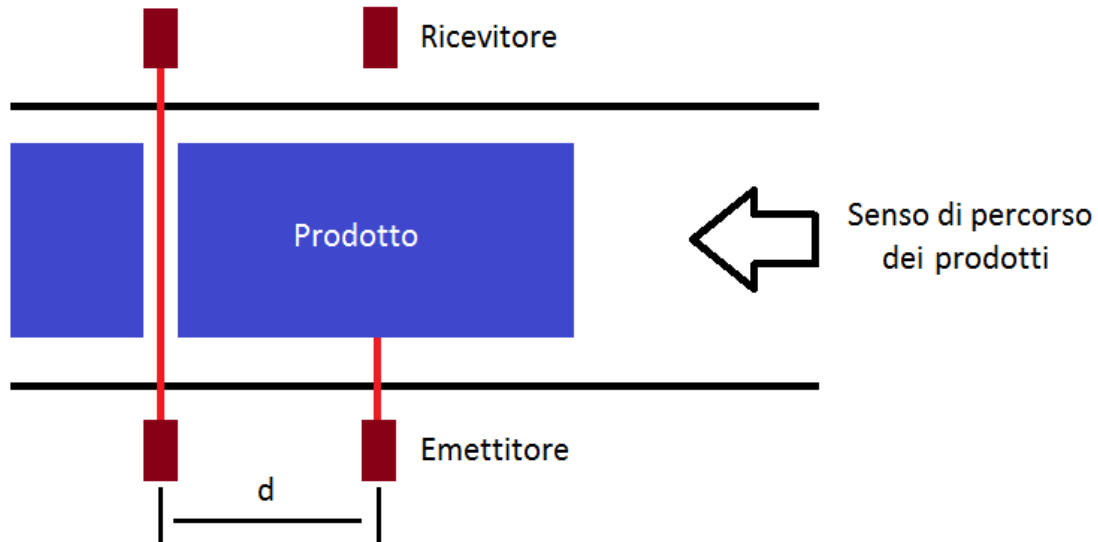 Ricevitore
Prodotto
Senso di percorso
dei prodotti
Emettitore
d